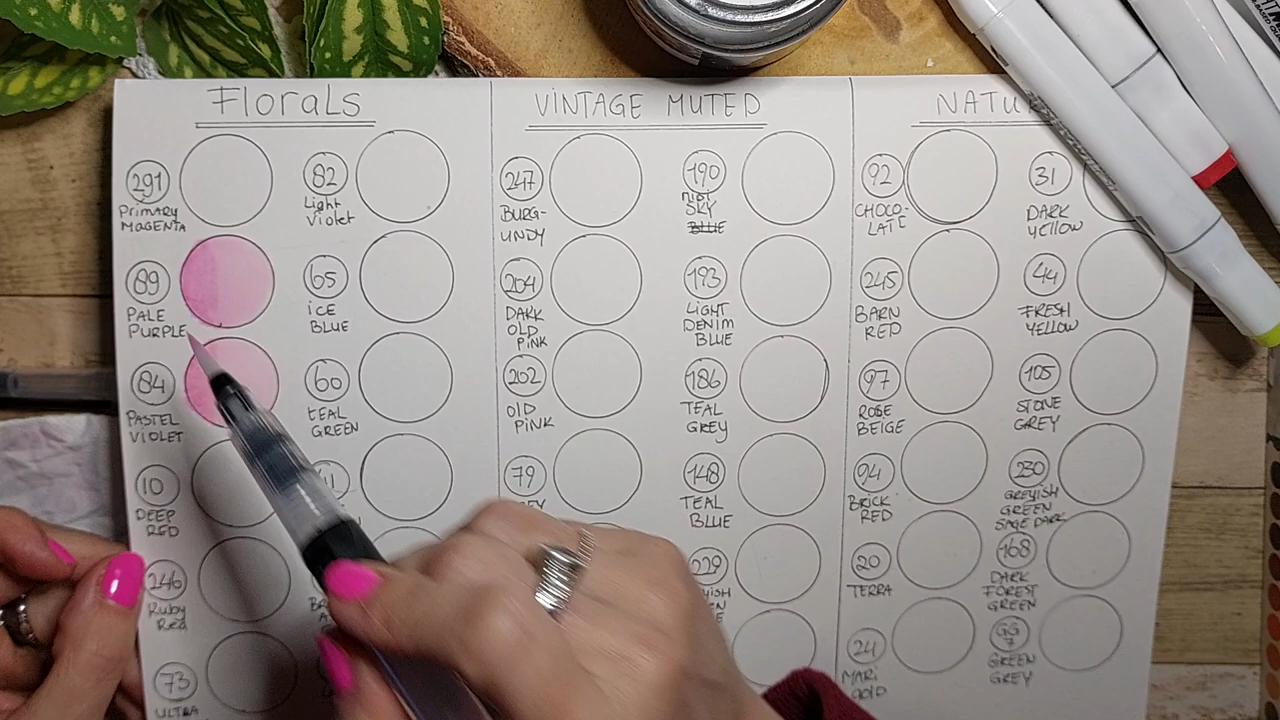 Florals
291
PRIMARY
MAGENTA
89
PALE
PURPLE
84
PASTEL
VIOLET
10
DEEP
RED
246
Ruby
Red
73
ULTRA
82
Light
Violet
65
ICE
BLUE
60
TEAL
GREEN
VINTAGE MUTED
247
BURG-
UNDY
204
DARK
OLD
PINK
202
OLD
PINK
79
190
SKY
BLUE
193
LIGHT
DENIM
BLUE
186
TEAL
GREY
148
TEAL
BLUE
229
NATU
92
CHOCO-
LATE
245
BARN
RED
97
ROSE
BEIGE
94
BRICK
RED
20
TERRA
24
MARI
GOLD
31
DARK
YELLOW
44
FRESH
YELLOW
105
STONE
GREY
230
GREYISH
GREEN
SAGE DARK
168
DARK
FOREST
GREEN
GG
7
GREEN
GREY